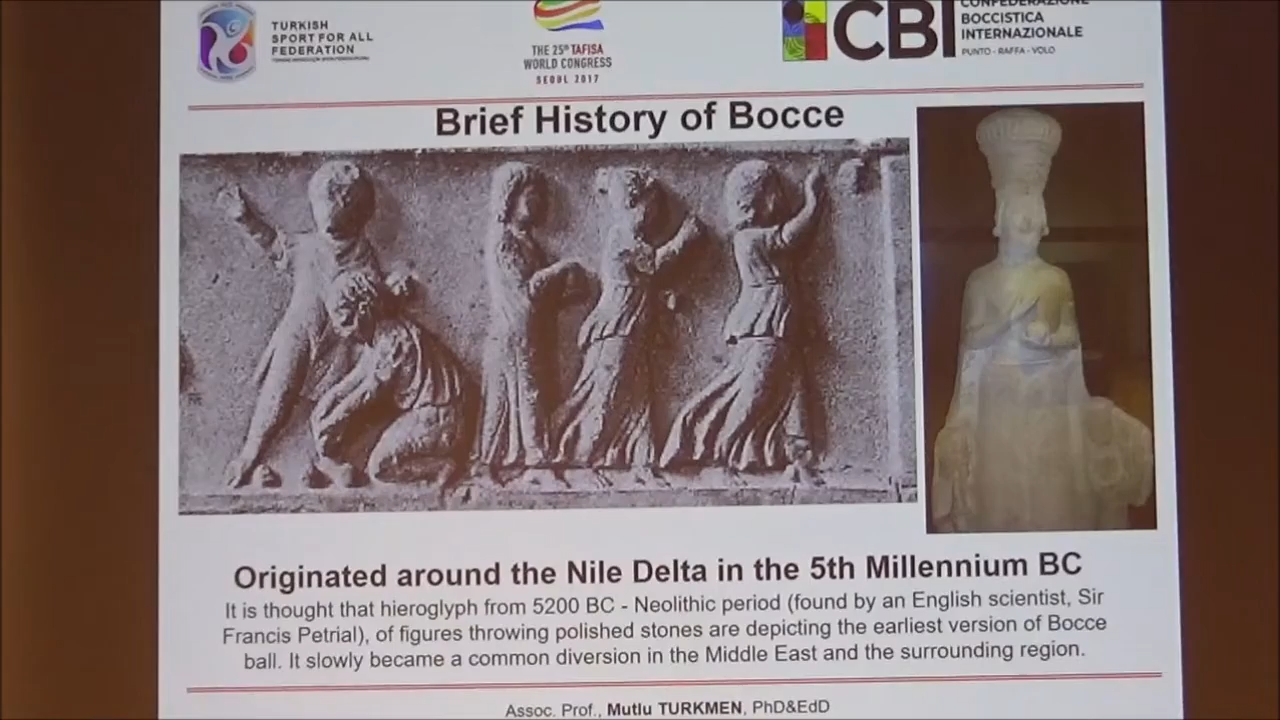 TURKISH
SPORT FOR ALL
FEDERATION
THE 25th TAFISA
WORLD CONGRESS
SEOUL 2017
CBI
CONFEDERAZIONE
BOCCISTICA
INTERNAZIONALE
PUNTO - RAFFA - VOLO
Brief History of Bocce
Originated around the Nile Delta in the 5th Millennium BC
It is thought that hieroglyph from 5200 BC - Neolithic period (found by an English scientist, Sir
Francis Petrial), of figures throwing polished stones are depicting the earliest version of Bocce
ball. It slowly became a common diversion in the Middle East and the surrounding region.
Assoc. Prof., Mutlu TURKMEN, PhD&EdD